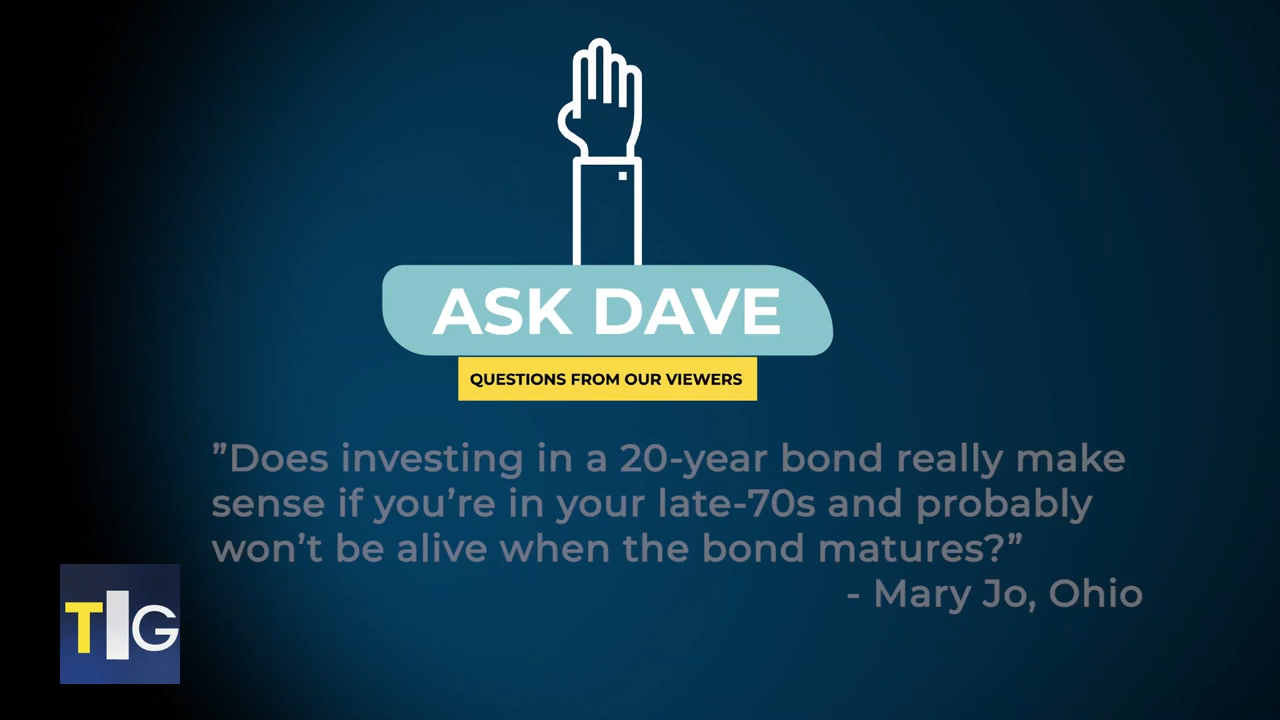 ASK DAVE
QUESTIONS FROM OUR VIEWERS
”Does investing in a 20-year bond really make
sense if you’re in your late-70s and probably
won’t be alive when the bond matures?”
- Mary Jo, Ohio
TIG